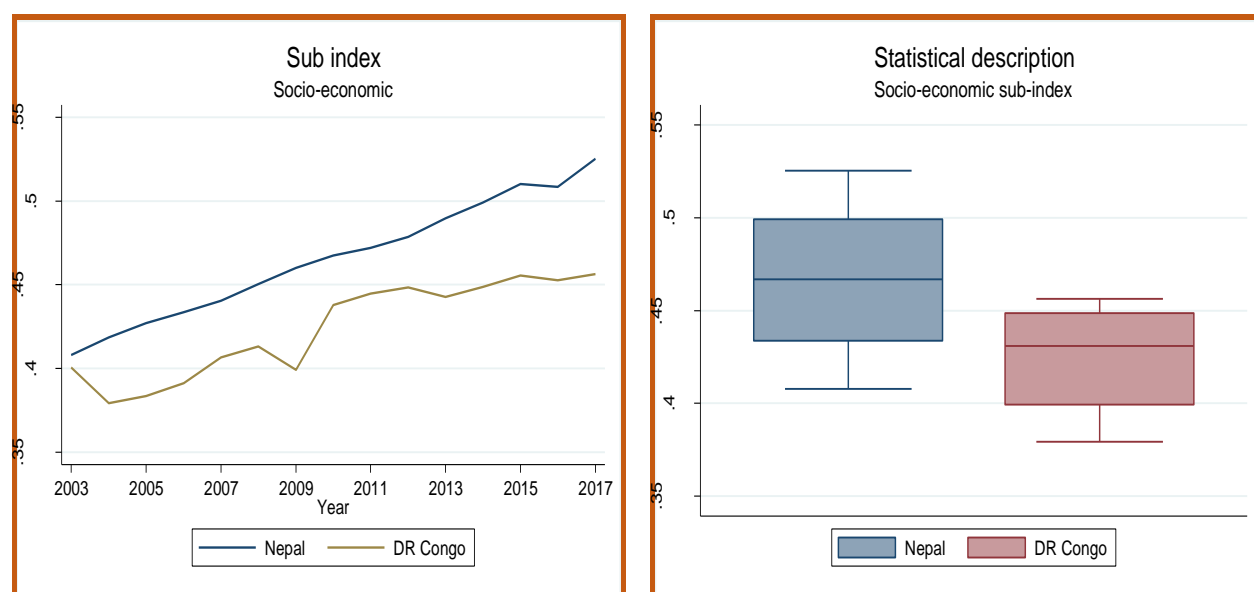 Sub index
Socio-economic
.55
.5
.45
.4
.35
2003 2005 2007 2009 2011 2013 2015 2017
Year
Nepal DR Congo
Statistical description
Socio-economic sub-index
.55
.5
.45
.4
.35
Nepal DR Congo